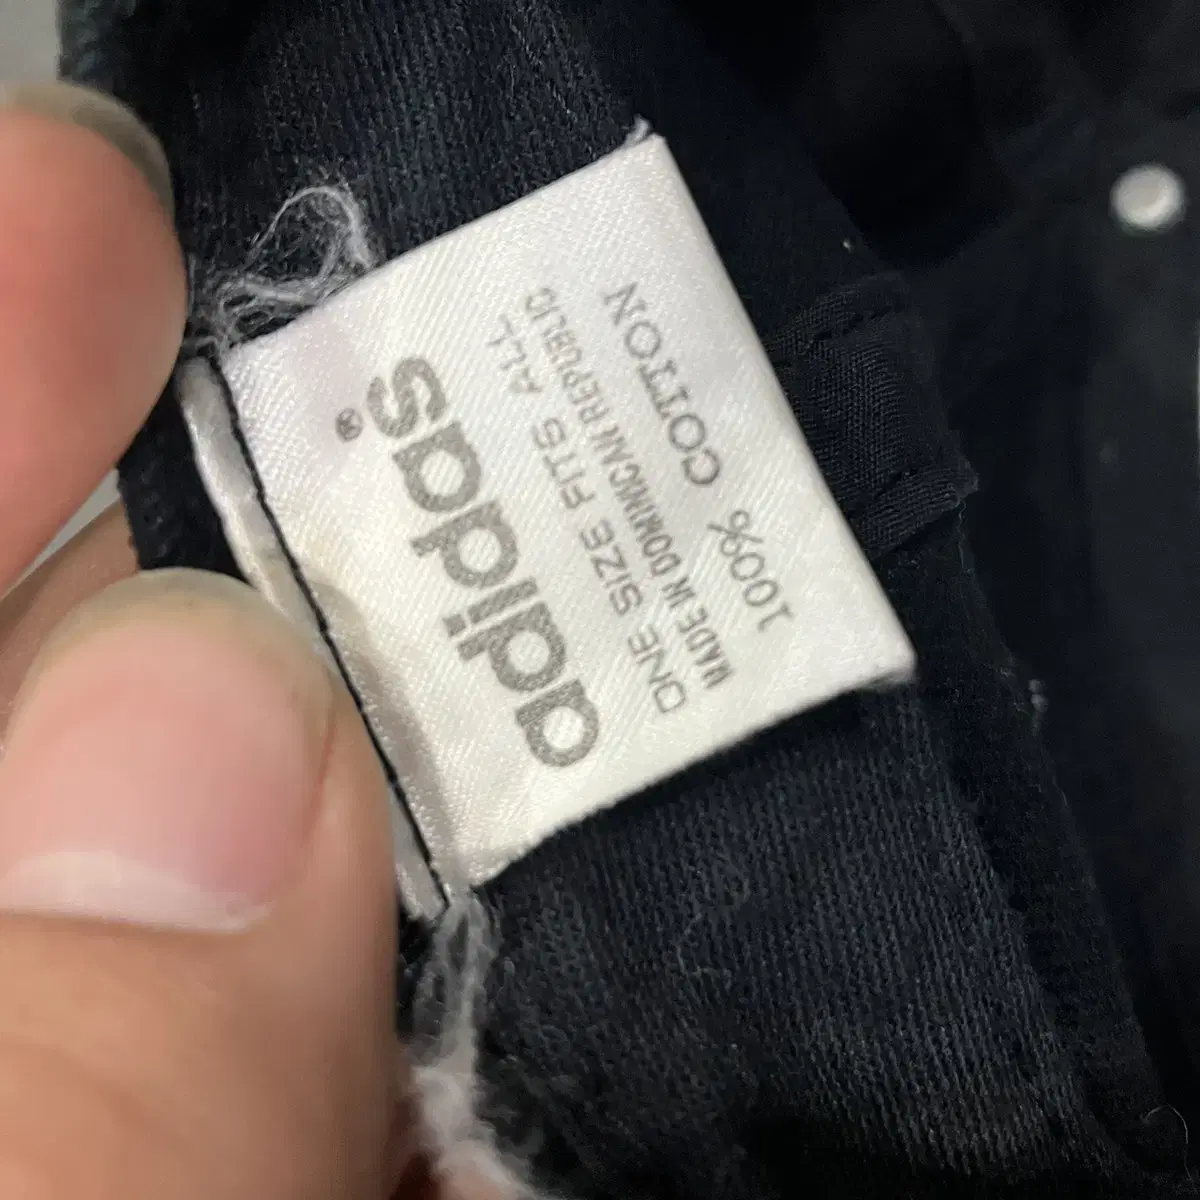 adidas®
ONE SIZE FITS ALL
MADE IN DOMINICAN REPUBLIC
100% COTTON